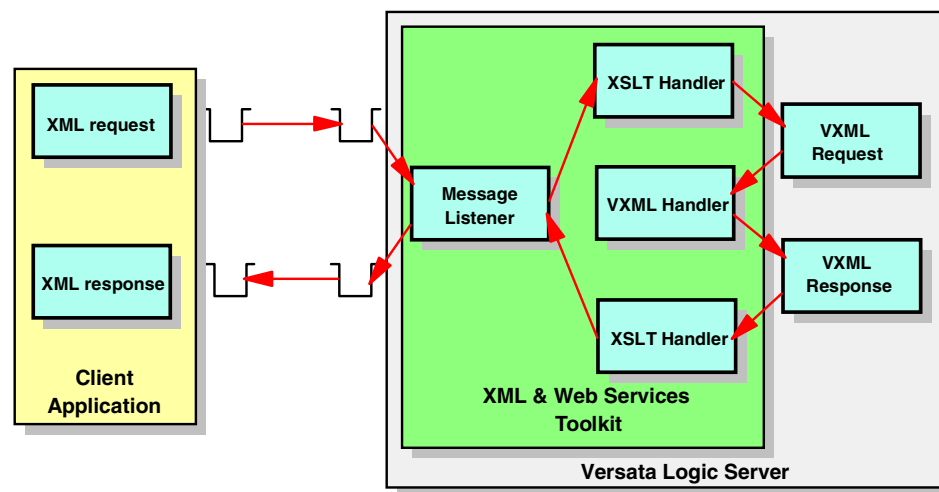 XML request
XML response
Client
Application
Message
Listener
XSLT Handler
VXML Handler
XSLT Handler
XML & Web Services
Toolkit
VXML
Request
VXML
Response
Versata Logic Server